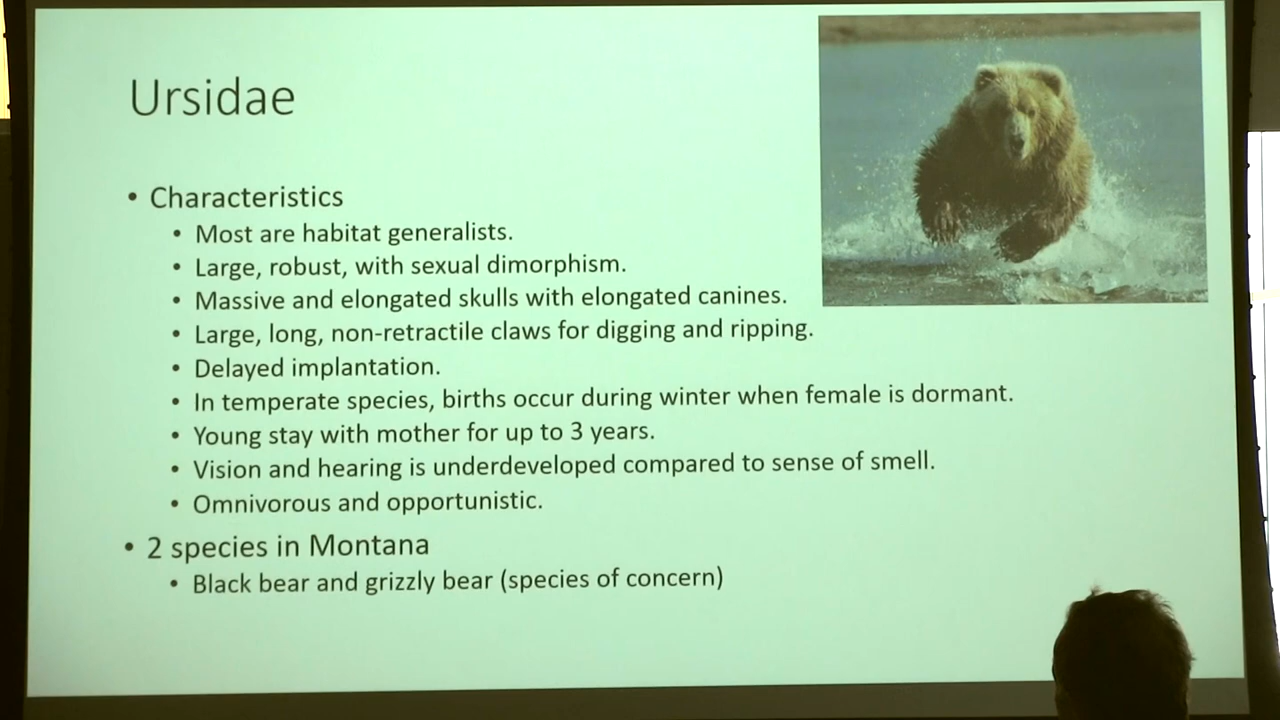 Ursidae
• Characteristics
• Most are habitat generalists.
• Large, robust, with sexual dimorphism.
• Massive and elongated skulls with elongated canines.
• Large, long, non-retractile claws for digging and ripping.
• Delayed implantation.
• In temperate species, births occur during winter when female is dormant.
• Young stay with mother for up to 3 years.
• Vision and hearing is underdeveloped compared to sense of smell.
• Omnivorous and opportunistic.
• 2 species in Montana
• Black bear and grizzly bear (species of concern)